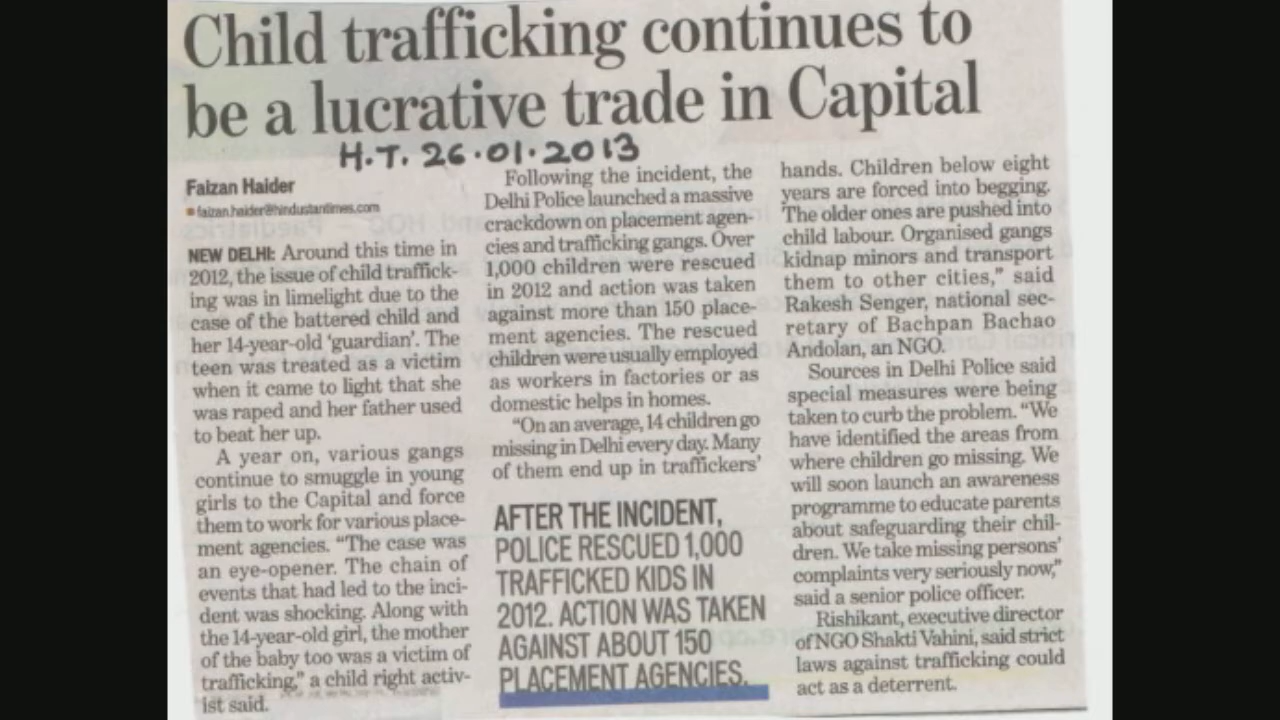 Child trafficking continues to
be a lucrative trade in Capital
H.T. 26.01.2013
Faizan Haider
faizan.haider@hindustantimes.com
NEW DELHI: Around this time in
2012, the issue of child traffick-
ing was in limelight due to the
case of the battered child and
her 14-year-old ‘guardian’. The
teen was treated as a victim
when it came to light that she
was raped and her father used
to beat her up.
A year on, various gangs
continue to smuggle in young
girls to the Capital and force
them to work for various place-
ment agencies. “The case was
an eye-opener. The chain of
events that had led to the inci-
dent was shocking. Along with
the 14-year-old girl, the mother
of the baby too was a victim of
trafficking,” a child right activ-
ist said.
Following the incident, the
Delhi Police launched a massive
crackdown on placement agen-
cies and trafficking gangs. Over
1,000 children were rescued
in 2012 and action was taken
against more than 150 place-
ment agencies. The rescued
children were usually employed
as workers in factories or as
domestic helps in homes.
“On an average, 14 children go
missing in Delhi every day. Many
of them end up in traffickers’
AFTER THE INCIDENT,
POLICE RESCUED 1,000
TRAFFICKED KIDS IN
2012. ACTION WAS TAKEN
AGAINST ABOUT 150
PLACEMENT AGENCIES.
hands. Children below eight
years are forced into begging.
The older ones are pushed into
child labour. Organised gangs
kidnap minors and transport
them to other cities,” said
Rakesh Senger, national sec-
retary of Bachpan Bachao
Andolan, an NGO.
Sources in Delhi Police said
special measures were being
taken to curb the problem. “We
have identified the areas from
where children go missing. We
will soon launch an awareness
programme to educate parents
about safeguarding their chil-
dren. We take missing persons’
complaints very seriously now,”
said a senior police officer.
Rishikant, executive director
of NGO Shakti Vahini, said strict
laws against trafficking could
act as a deterrent.